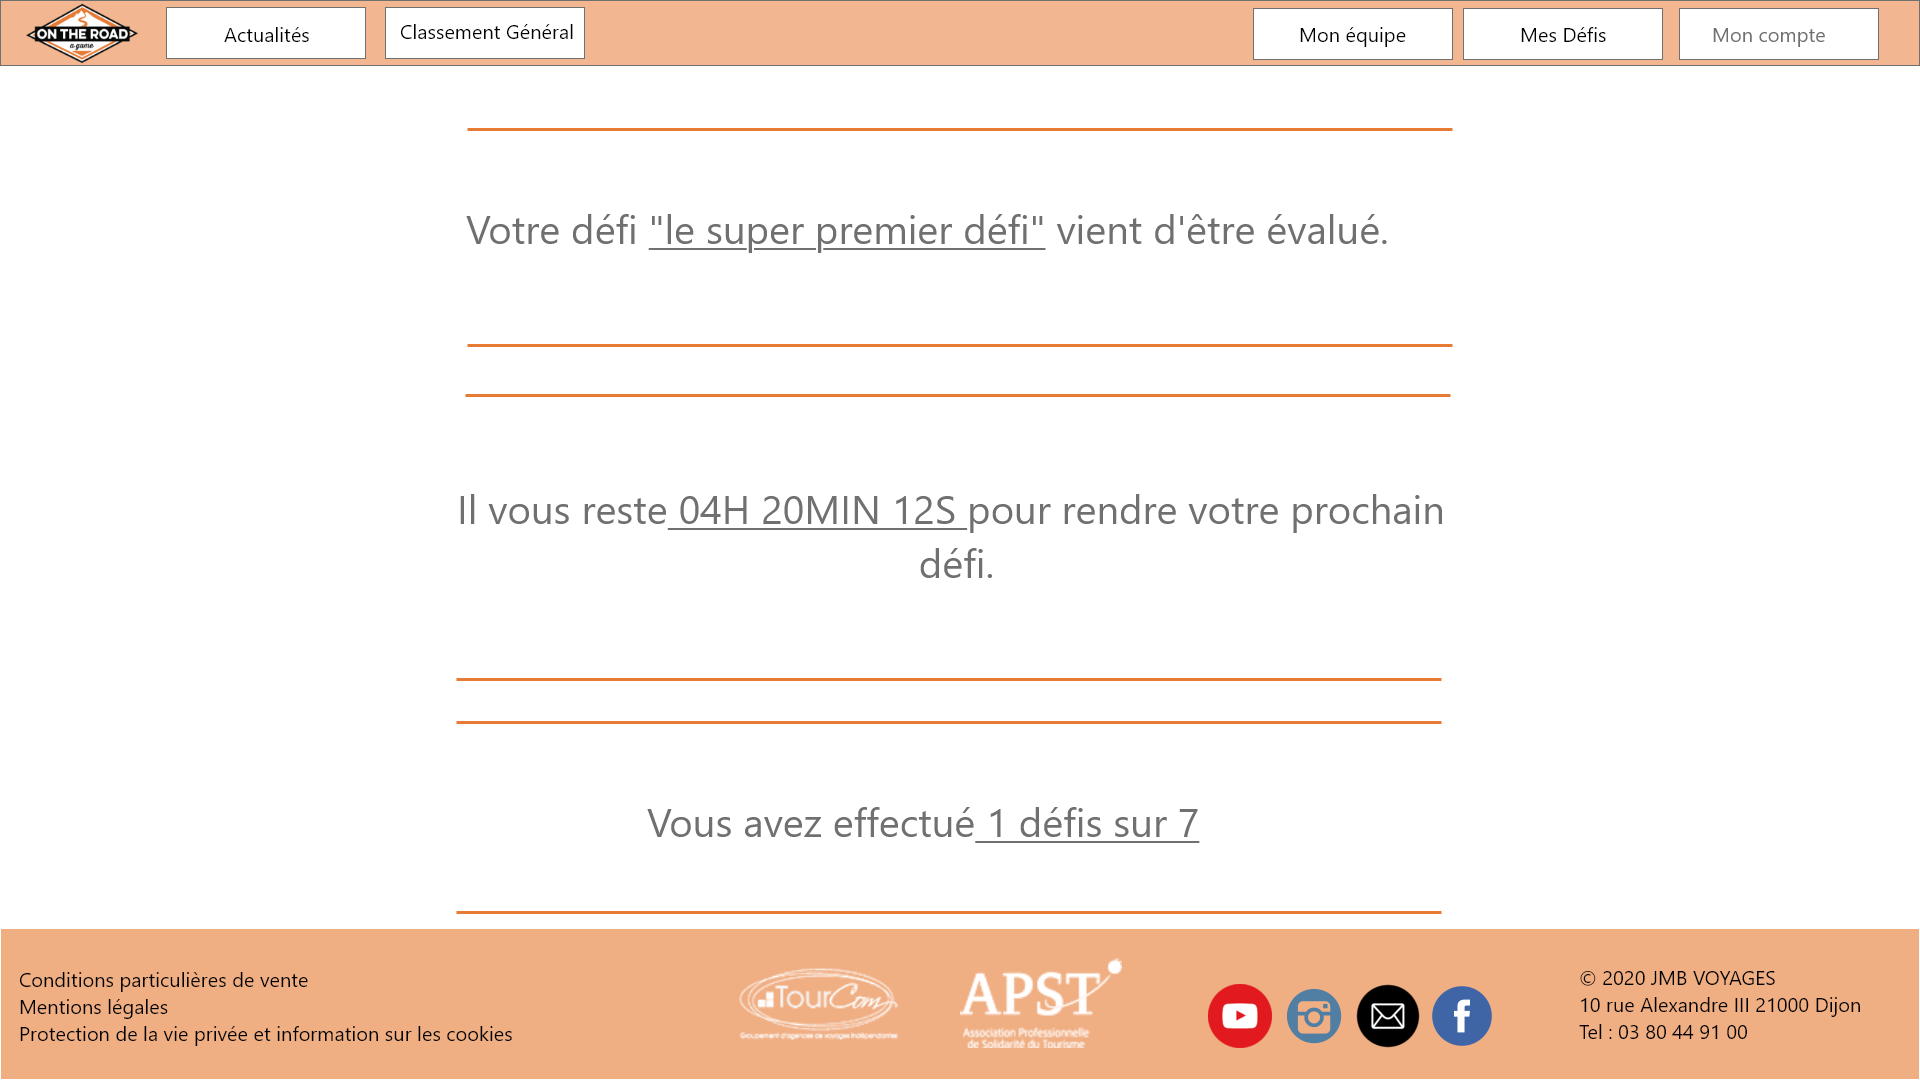 ON THE ROAD
a game
Actualités
Classement Général
Mon équipe
Mes Défis
Mon compte
Votre défi "le super premier défi" vient d'être évalué.
Il vous reste 04H 20MIN 12S pour rendre votre prochain
défi.
Vous avez effectué 1 défis sur 7
Conditions particulières de vente
Mentions légales
Protection de la vie privée et information sur les cookies
TourCom
Groupement d'agences de voyages indépendantes
APST
Association Professionnelle
de Solidarité du Tourisme
© 2020 JMB VOYAGES
10 rue Alexandre III 21000 Dijon
Tel : 03 80 44 91 00